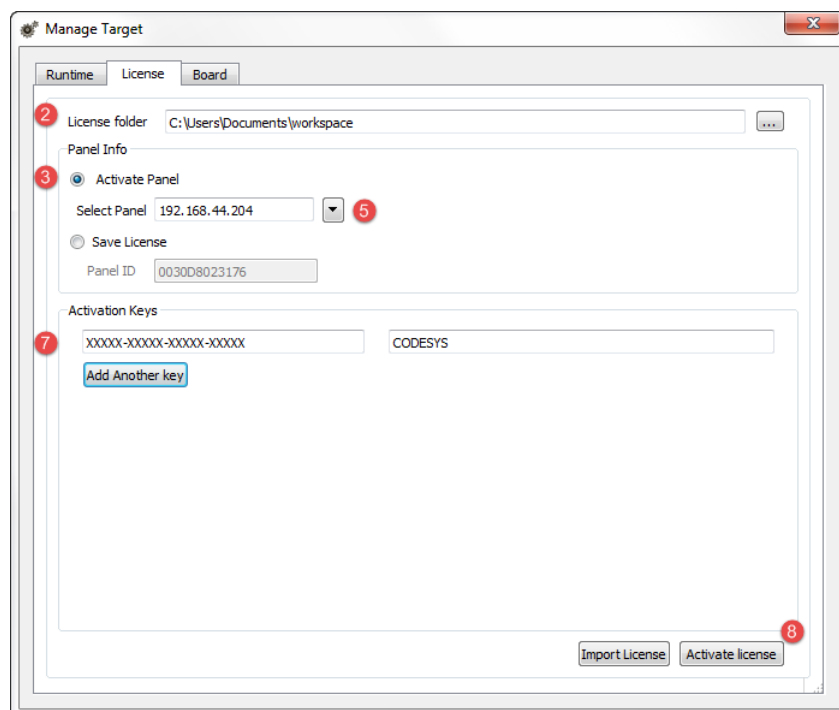 Manage Target
Runtime License Board
2 License folder C:\Users\Documents\workspace ...
Panel Info
3 Activate Panel
Select Panel 192.168.44.204 5
Save License
Panel ID 0030D8023176
Activation Keys
7 XXXXX-XXXXX-XXXXX-XXXXX CODESYS
Add Another key
8
Import License Activate license